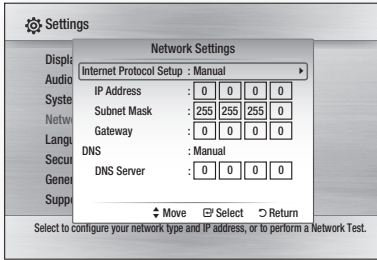 Settings
Network Settings
Internet Protocol Setup : Manual
IP Address : 0 0 0 0
Subnet Mask : 255 255 255 0
Gateway : 0 0 0 0
DNS : Manual
DNS Server : 0 0 0 0
Move Select Return
Displa
Audio
Syste
Netw
Langu
Secur
Gener
Suppo
Select to configure your network type and IP address, or to perform a Network Test.